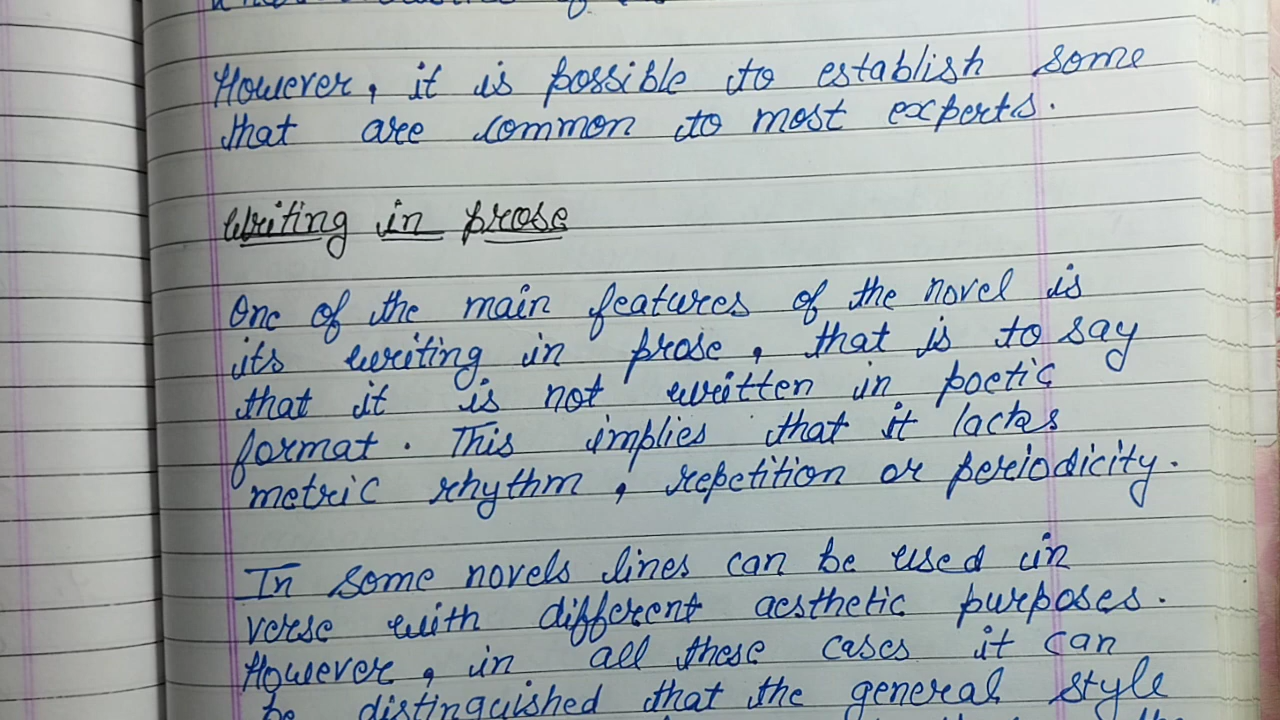 However, it is possible to establish some
that are common to most experts.
Writing in prose
One of the main features of the novel is
its writing in prose, that is to say
that it is not written in poetic
format. This implies that it lacks
metric rhythm, repetition or periodicity.
In some novels lines can be used in
verse with different aesthetic purposes.
However, in all these cases it can
be distinguished that the general style